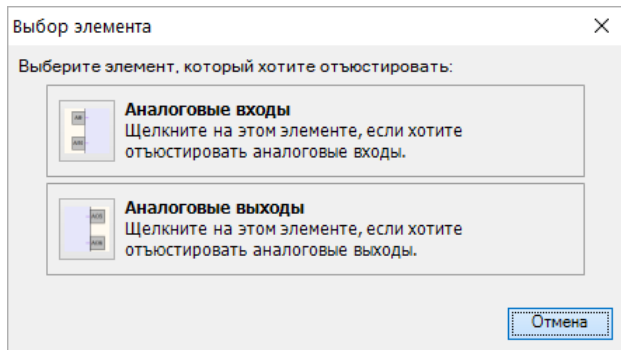 Выбор элемента
Выберите элемент, который хотите отъюстировать:
Аналоговые входы
Щелкните на этом элементе, если хотите
отъюстировать аналоговые входы.
Аналоговые выходы
Щелкните на этом элементе, если хотите
отъюстировать аналоговые выходы.
Отмена